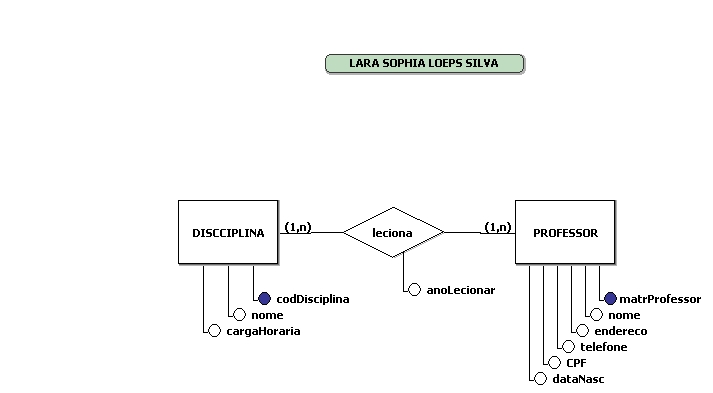 LARA SOPHIA LOEPS SILVA
DISCCIPLINA
(1,n)
leciona
(1,n)
PROFESSOR
codDisciplina
nome
cargaHoraria
anoLecionar
matrProfessor
nome
endereco
telefone
CPF
dataNasc